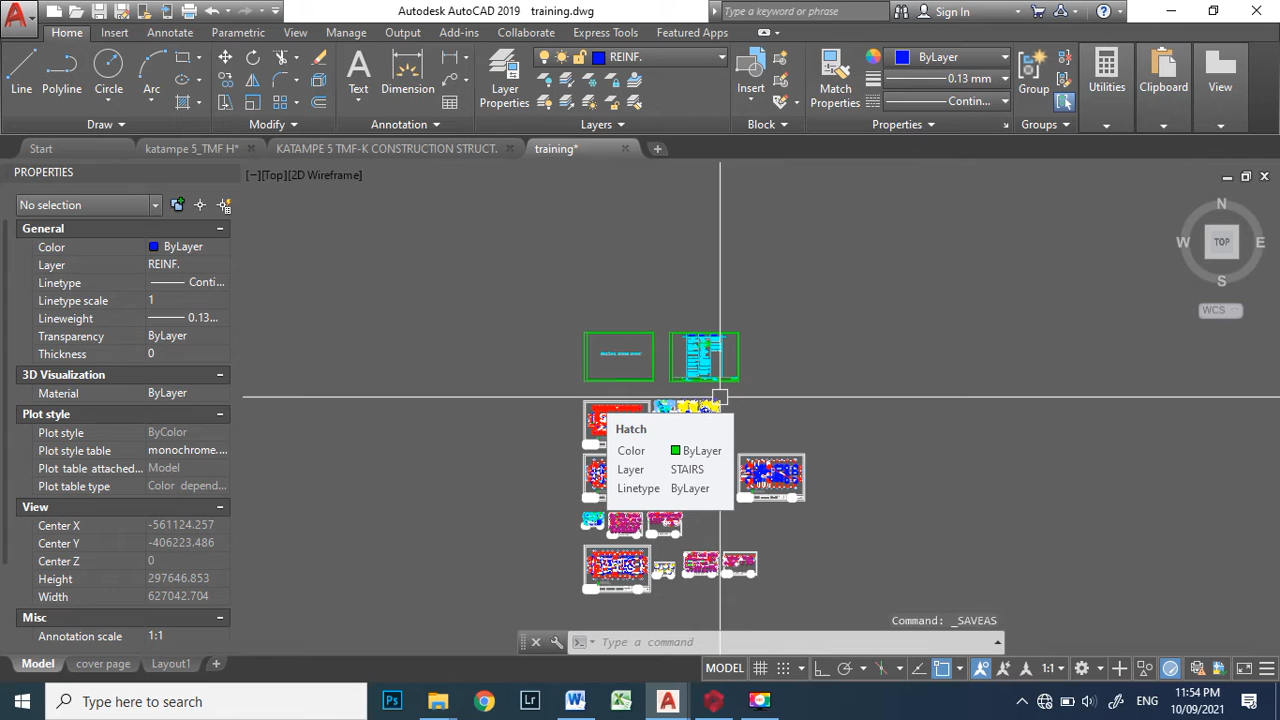 Autodesk AutoCAD 2019 training.dwg
Type a keyword or phrase
Sign In
Home Insert Annotate Parametric View Manage Output Add-ins Collaborate Express Tools Featured Apps
REINF.
ByLayer
0.13 mm
Contin...
Line Polyline Circle Arc
Text Dimension
Layer Properties
Insert
Match Properties
Group
Utilities
Clipboard
View
Draw Modify Annotation Layers Block Properties Groups
Start katampe 5_TMF H* KATAMPE 5 TMF-K CONSTRUCTION STRUCT. training*
PROPERTIES
[−][Top][2D Wireframe]
No selection
General
Color ByLayer
Layer REINF.
Linetype Conti...
Linetype scale 1
Lineweight 0.13...
Transparency ByLayer
Thickness 0
3D Visualization
Material ByLayer
Plot style
Plot style ByColor
Plot style table monochrome....
Plot table attached... Model
Plot table type Color depend...
View
Center X -561124.257
Center Y -406223.486
Center Z 0
Height 297646.853
Width 627042.704
Misc
Annotation scale 1:1
N
W TOP E
S
WCS
Hatch
Color ByLayer
Layer STAIRS
Linetype ByLayer
Command: _SAVEAS
Type a command
Model cover page Layout1
MODEL
1:1
Type here to search
Ps
Lr
ENG
11:54 PM
10/09/2021